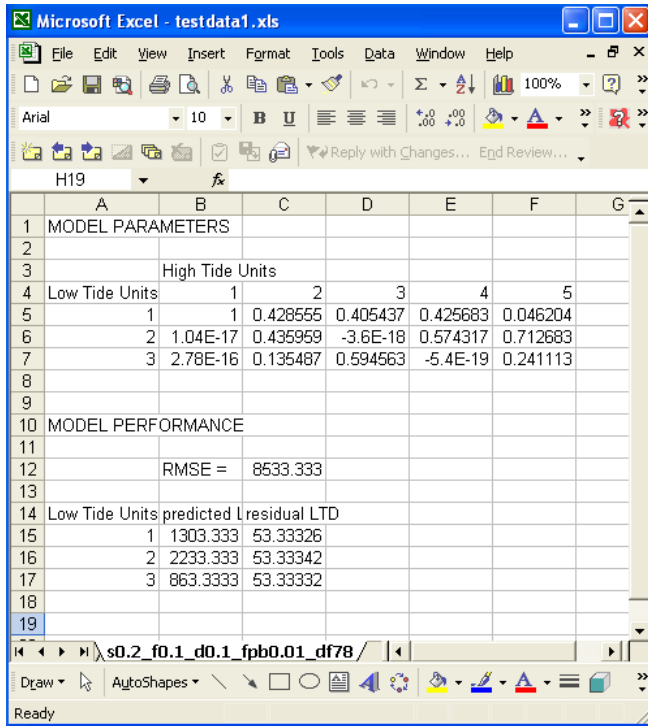 Microsoft Excel - testdata1.xls
File Edit View Insert Format Tools Data Window Help
Σ 100%
Arial 10 B U A
Reply with Changes... End Review...
H19 fx
A B C D E F G
1 MODEL PARAMETERS
2
3 High Tide Units
4 Low Tide Units 1 2 3 4 5
5 1 1 0.428555 0.405437 0.425683 0.046204
6 2 1.04E-17 0.435959 -3.6E-18 0.574317 0.712683
7 3 2.78E-16 0.135487 0.594563 -5.4E-19 0.241113
8
9
10 MODEL PERFORMANCE
11
12 RMSE = 8533.333
13
14 Low Tide Units predicted L residual LTD
15 1 1303.333 53.33326
16 2 2233.333 53.33342
17 3 863.3333 53.33332
18
19
s0.2_f0.1_d0.1_fpb0.01_df78
Draw AutoShapes A A
Ready